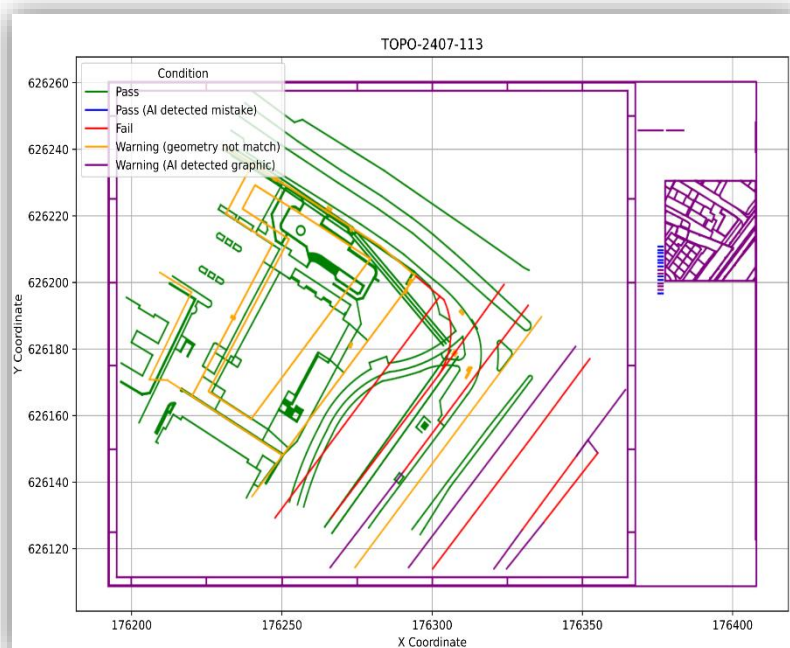 TOPO-2407-113
Condition
Pass
Pass (AI detected mistake)
Fail
Warning (geometry not match)
Warning (AI detected graphic)
Y Coordinate
626260
626240
626220
626200
626180
626160
626140
626120
176200 176250 176300 176350 176400
X Coordinate